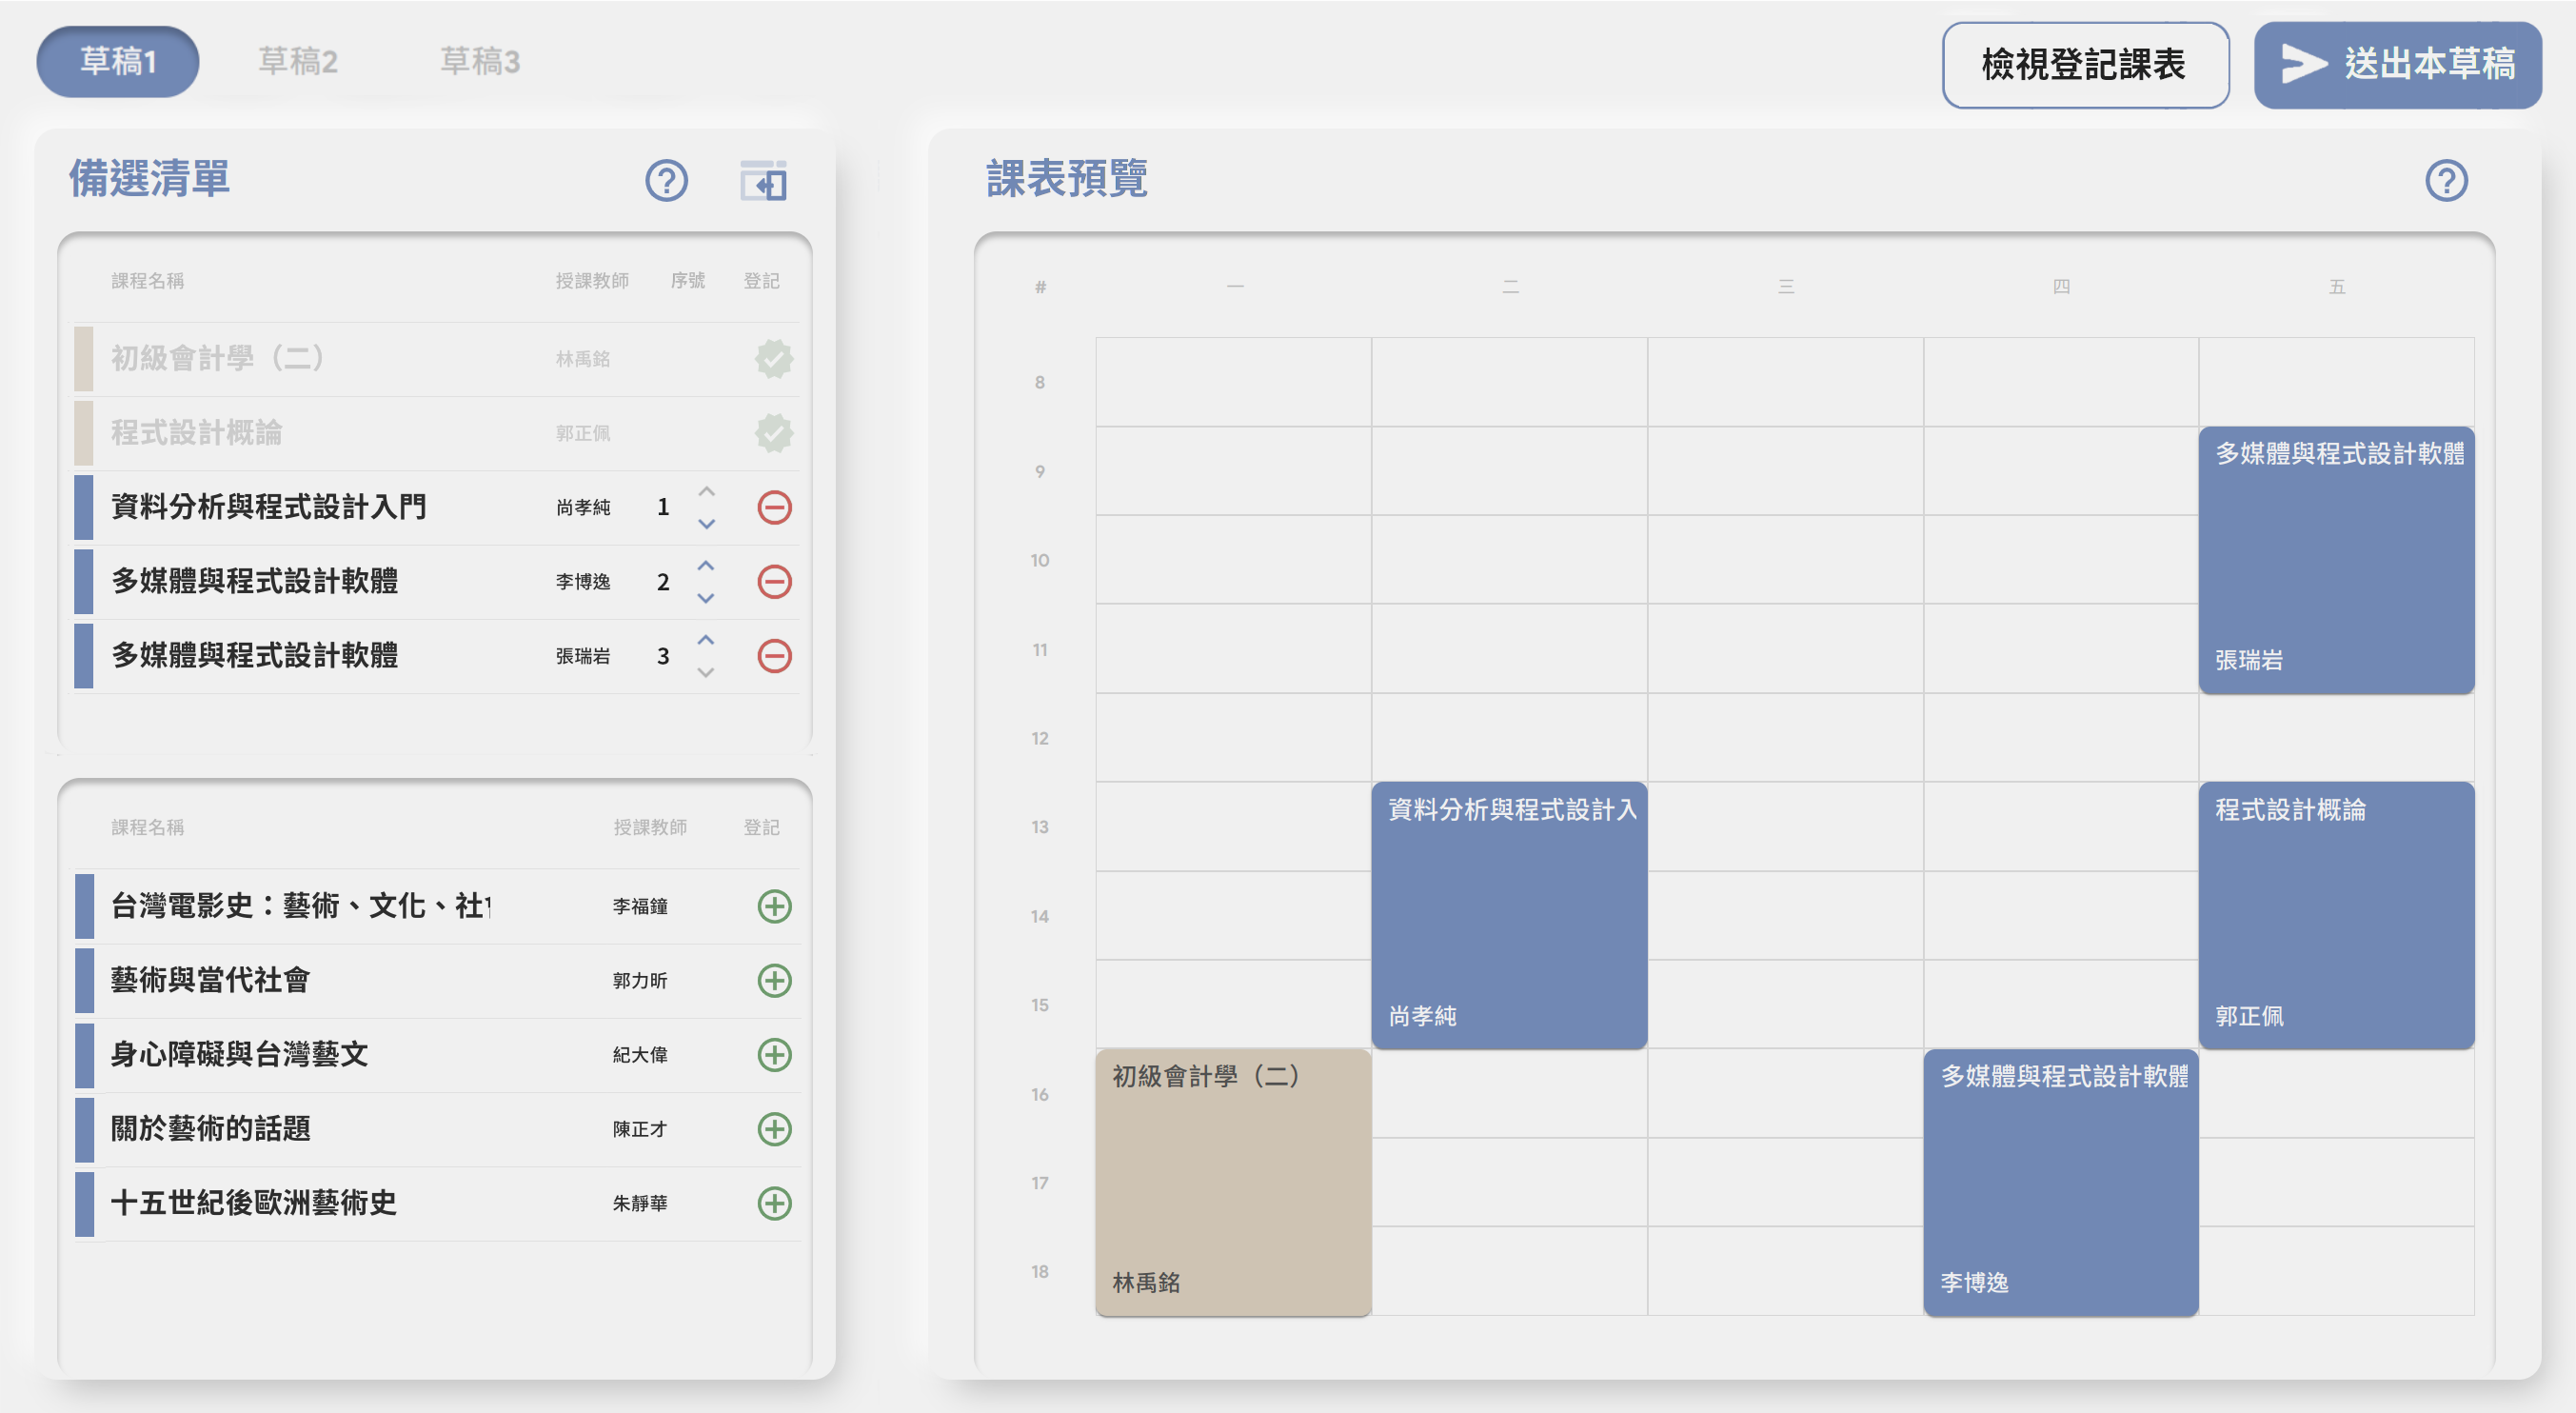 草稿1 草稿2 草稿3 檢視登記課表 送出本草稿
備選清單
課程名稱 授課教師 序號 登記
初級會計學（二） 林禹銘
程式設計概論 郭正佩
資料分析與程式設計入門 尚孝純 1
多媒體與程式設計軟體 李博逸 2
多媒體與程式設計軟體 張瑞岩 3
課程名稱 授課教師 登記
台灣電影史：藝術、文化、社 李福鐘
藝術與當代社會 郭力昕
身心障礙與台灣藝文 紀大偉
關於藝術的話題 陳正才
十五世紀後歐洲藝術史 朱靜華
課表預覽
# 一 二 三 四 五
8
9
10
11
12
13
14
15
16
17
18
多媒體與程式設計軟體
張瑞岩
資料分析與程式設計入
尚孝純
程式設計概論
郭正佩
初級會計學（二）
林禹銘
多媒體與程式設計軟體
李博逸